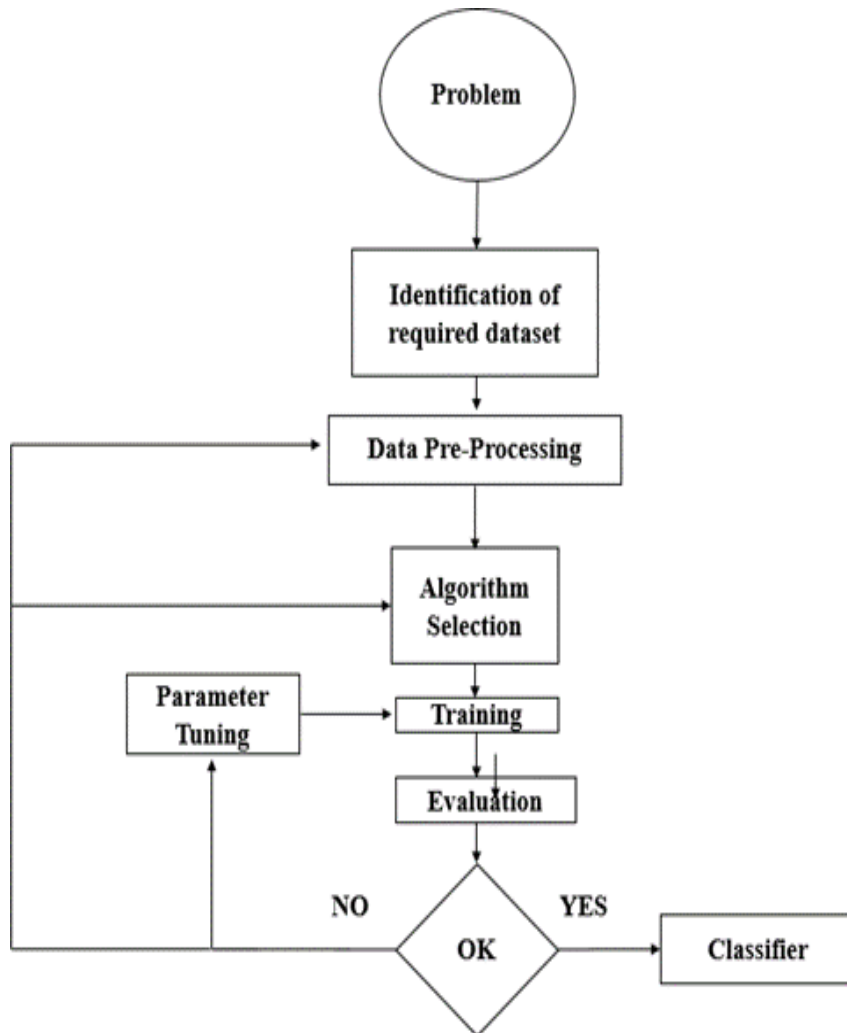 Problem
Identification of
required dataset
Data Pre-Processing
Algorithm
Selection
Parameter
Tuning
Training
Evaluation
NO
YES
OK
Classifier